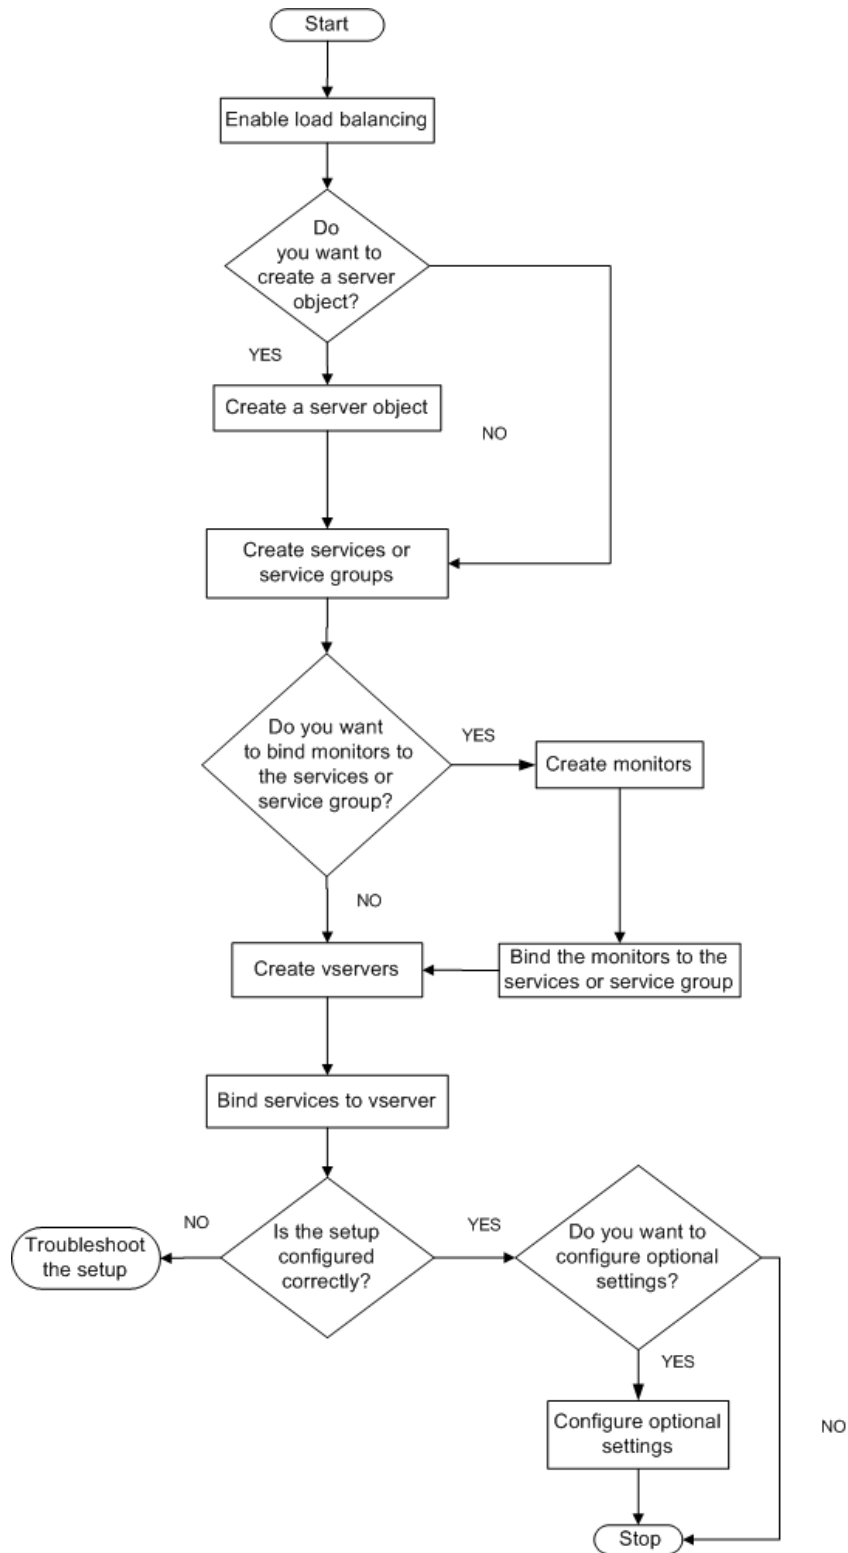 Start
Enable load balancing
Do
you want to
create a server
object?
YES
Create a server object
NO
Create services or
service groups
Do you want
to bind monitors to
the services or
service group?
YES
Create monitors
NO
Create vservers
Bind the monitors to the
services or service group
Bind services to vserver
Is the setup
configured
correctly?
NO
Troubleshoot
the setup
YES
Do you want to
configure optional
settings?
YES
Configure optional
settings
NO
Stop